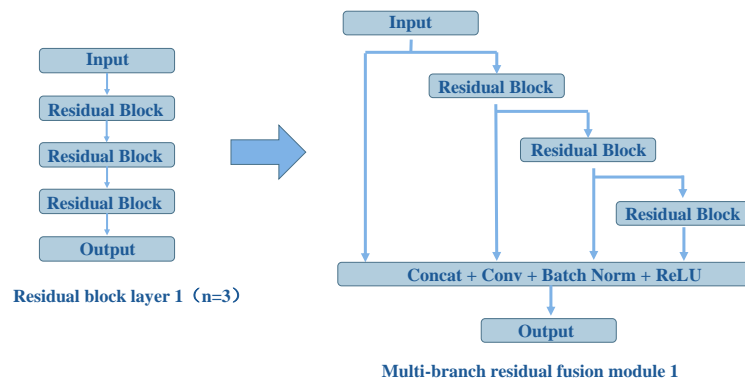 Input
Residual Block
Residual Block
Residual Block
Output
Residual block layer 1（n=3）
Input
Residual Block
Residual Block
Residual Block
Concat + Conv + Batch Norm + ReLU
Output
Multi-branch residual fusion module 1